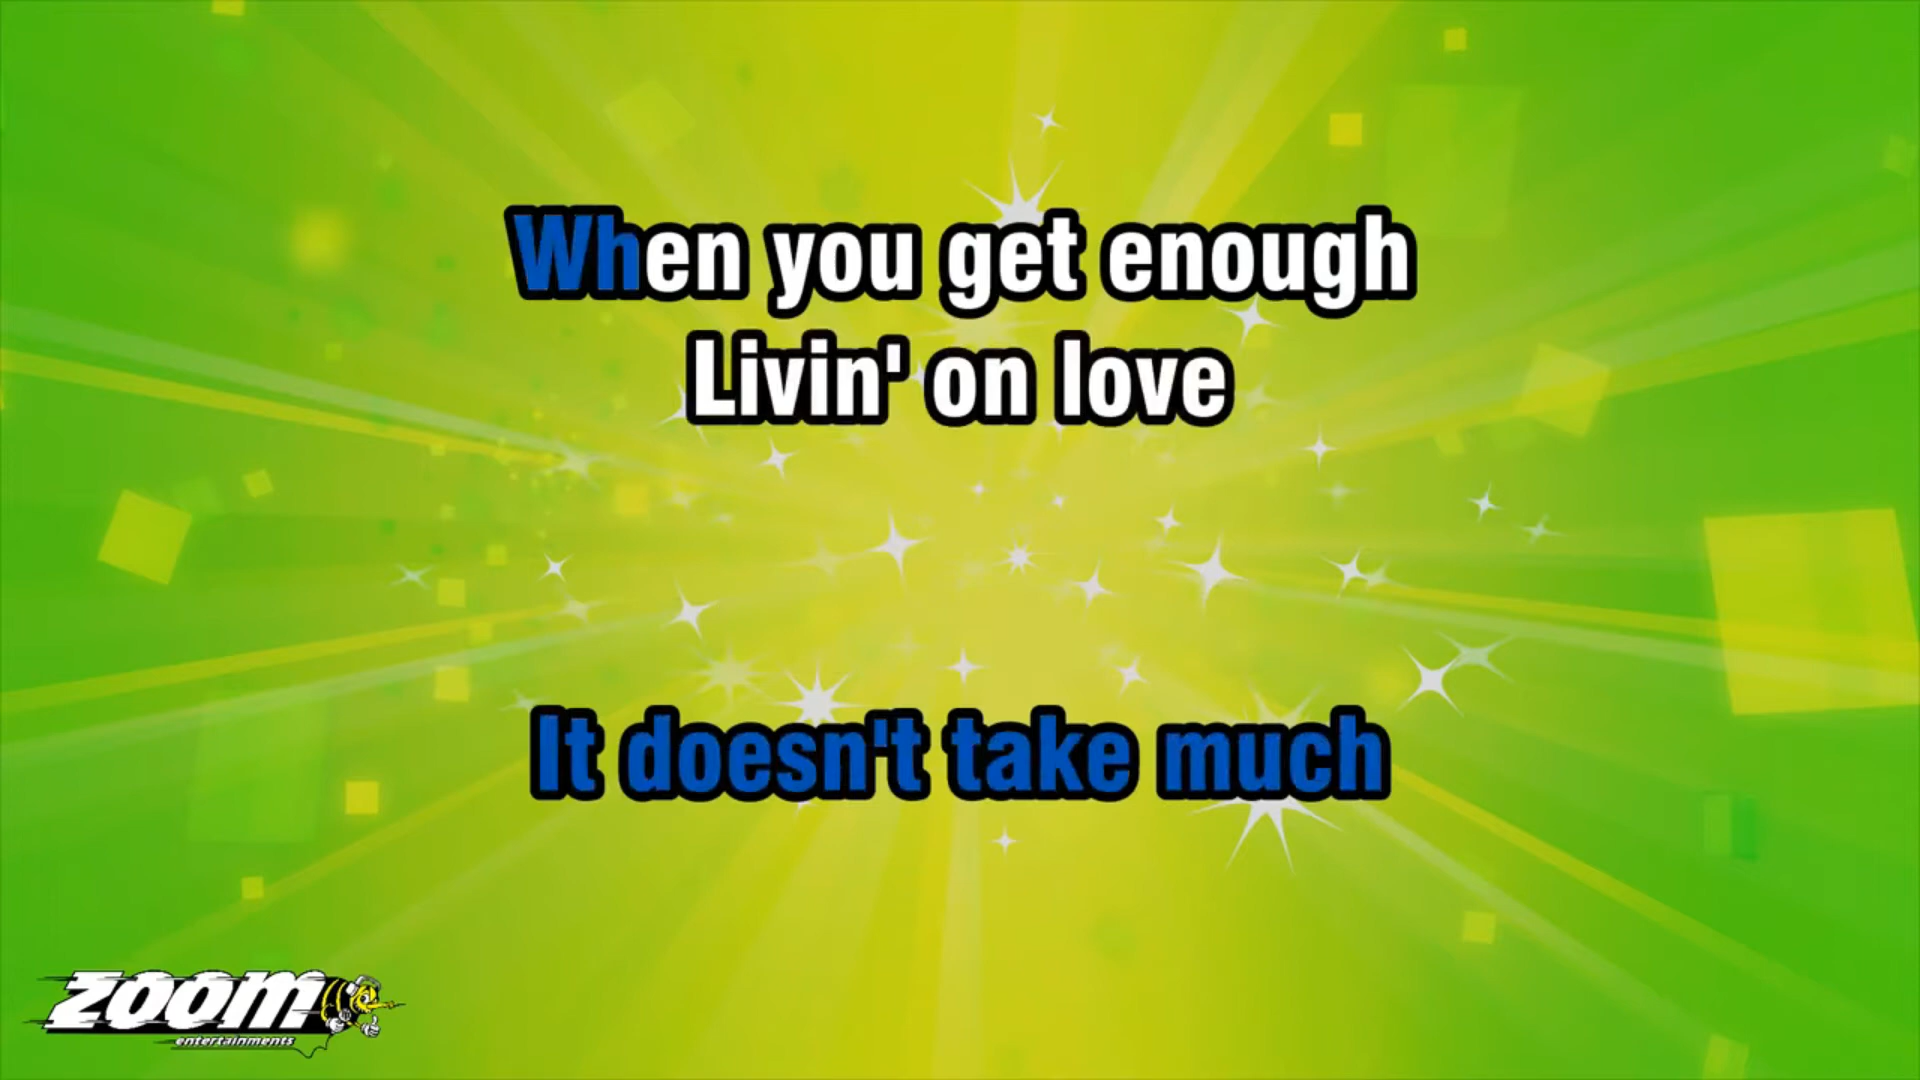 When you get enough
Livin' on love
It doesn't take much
ZOOM
entertainments